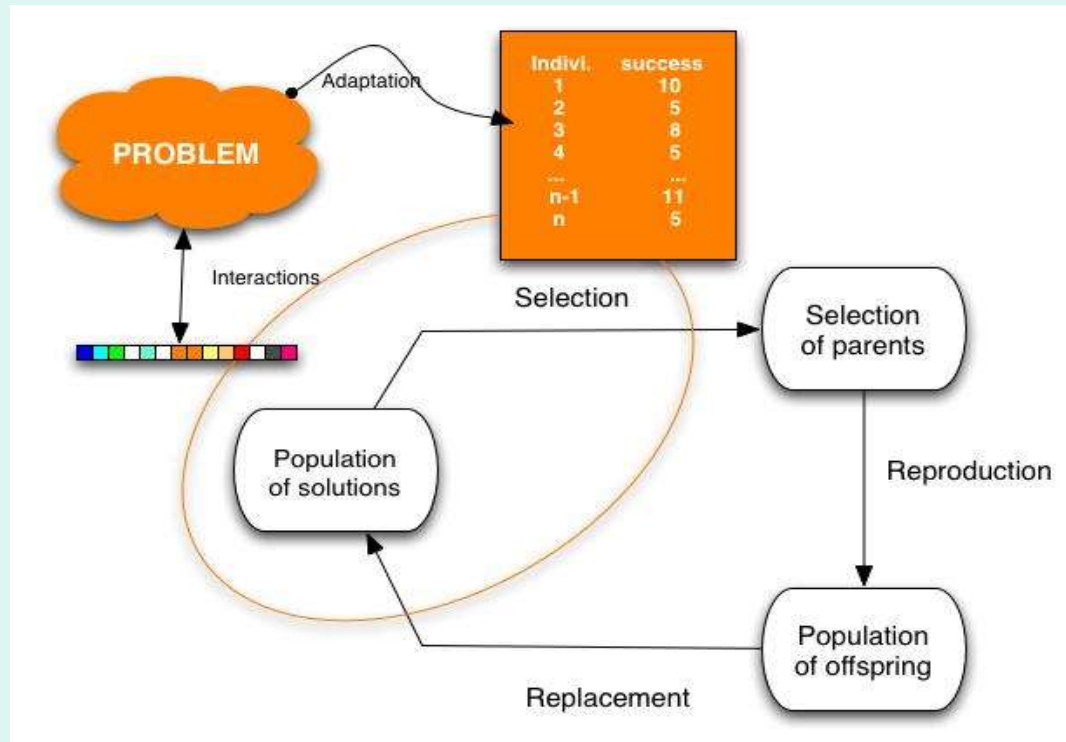 Adaptation
PROBLEM
Indivi. success
1 10
2 5
3 8
4 5
... ...
n-1 11
n 5
Interactions
Selection
Selection
of parents
Population
of solutions
Reproduction
Population
of offspring
Replacement